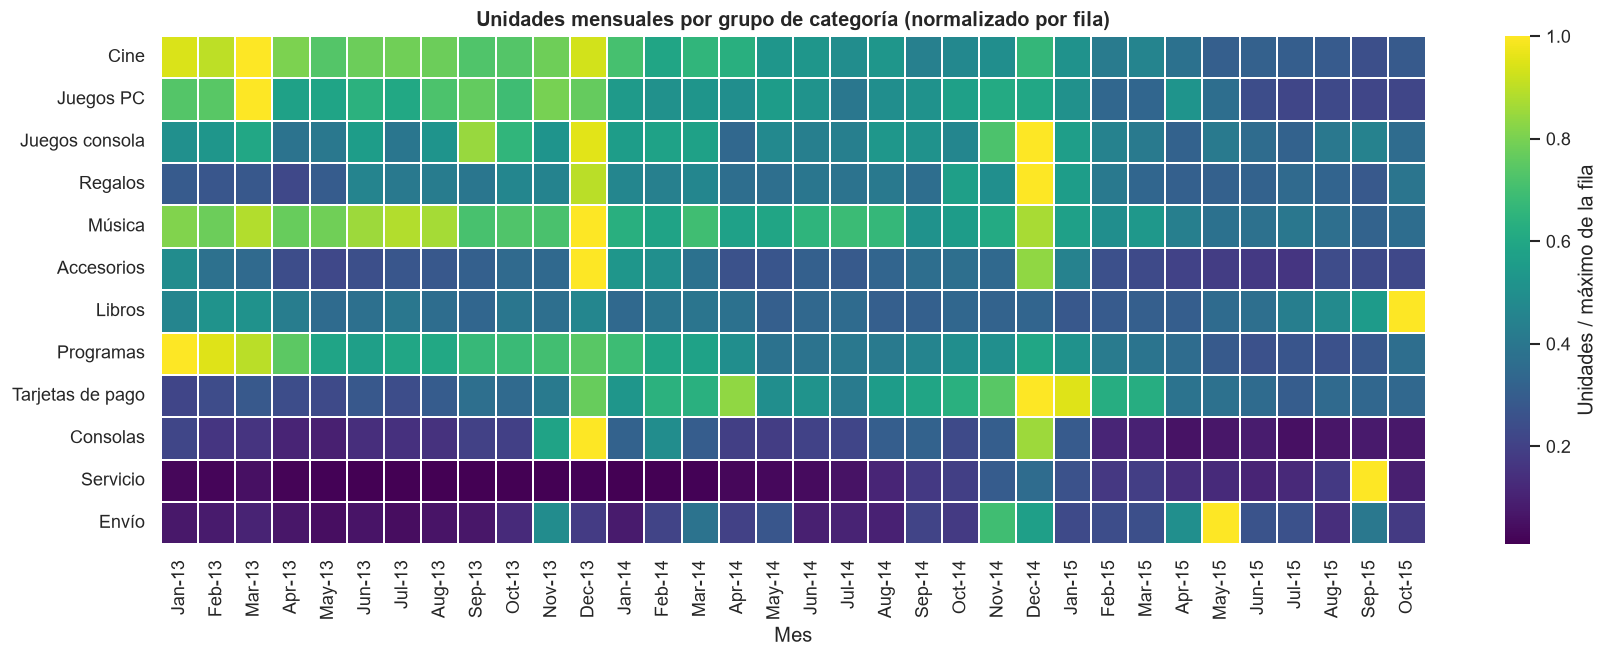 Unidades mensuales por grupo de categoría (normalizado por fila)
Cine
Juegos PC
Juegos consola
Regalos
Música
Accesorios
Libros
Programas
Tarjetas de pago
Consolas
Servicio
Envío
Jan-13
Feb-13
Mar-13
Apr-13
May-13
Jun-13
Jul-13
Aug-13
Sep-13
Oct-13
Nov-13
Dec-13
Jan-14
Feb-14
Mar-14
Apr-14
May-14
Jun-14
Jul-14
Aug-14
Sep-14
Oct-14
Nov-14
Dec-14
Jan-15
Feb-15
Mar-15
Apr-15
May-15
Jun-15
Jul-15
Aug-15
Sep-15
Oct-15
Mes
1.0
0.8
0.6
0.4
0.2
Unidades / máximo de la fila